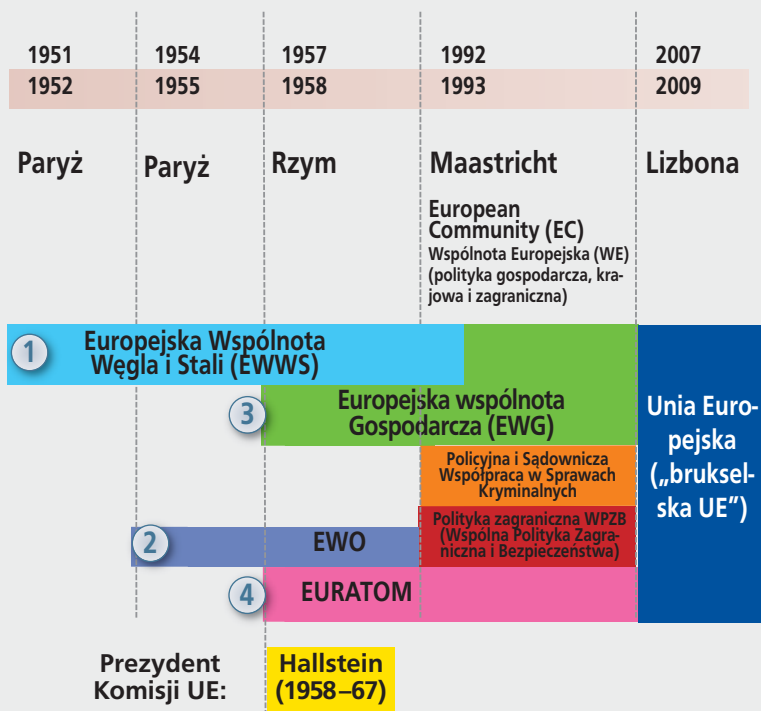 1951 1954 1957 1992 2007
1952 1955 1958 1993 2009
Paryż Paryż Rzym Maastricht Lizbona
European
Community (EC)
Wspólnota Europejska (WE)
(polityka gospodarcza, kra-
jowa i zagraniczna)
1
Europejska Wspólnota
Węgla i Stali (EWWS)
3
Europejska wspólnota
Gospodarcza (EWG)
Policyjna i Sądownicza
Współpraca w Sprawach
Kryminalnych
2
EWO
Polityka zagraniczna WPZB
(Wspólna Polityka Zagra-
niczna i Bezpieczeństwa)
4
EURATOM
Unia Euro-
pejska
(„bruksel-
ska UE”)
Prezydent
Komisji UE:
Hallstein
(1958–67)